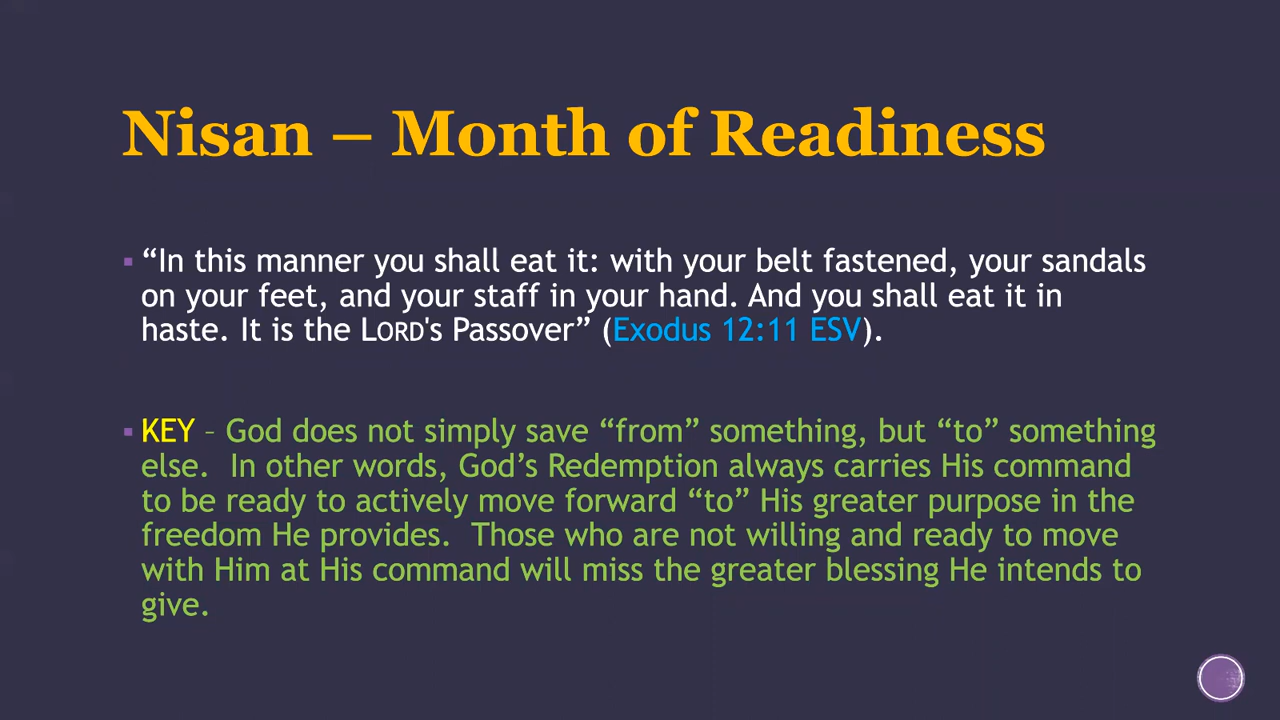 Nisan – Month of Readiness
▪ “In this manner you shall eat it: with your belt fastened, your sandals
on your feet, and your staff in your hand. And you shall eat it in
haste. It is the LORD's Passover” (Exodus 12:11 ESV).
▪ KEY – God does not simply save “from” something, but “to” something
else.  In other words, God’s Redemption always carries His command
to be ready to actively move forward “to” His greater purpose in the
freedom He provides.  Those who are not willing and ready to move
with Him at His command will miss the greater blessing He intends to
give.